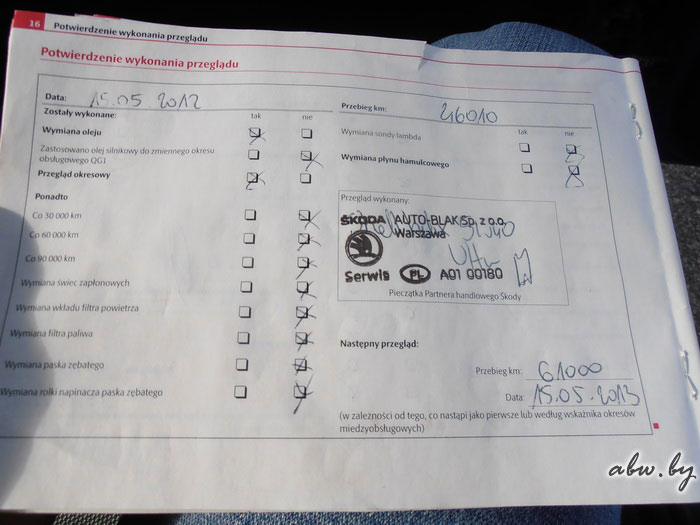 16 Potwierdzenie wykonania przeglądu
Potwierdzenie wykonania przeglądu
Data: 15.05 2012
Zostały wykonane: tak nie
Wymiana oleju
Zastosowano olej silnikowy do zmiennego okresu
obsługowego QG1
Przegląd okresowy
Ponadto
Co 30 000 km
Co 60 000 km
Co 90 000 km
Wymiana świec zapłonowych
Wymiana wkładu filtra powietrza
Wymiana filtra paliwa
Wymiana paska zębatego
Wymiana rolki napinacza paska zębatego
Przebieg km: 46010
tak nie
Wymiana sondy lambda
Wymiana płynu hamulcowego
Przegląd wykonany:
ŠKODA AUTO-BLAK Sp. z o.o.
Warszawa
Serwis PL A01 00180
Pieczątka Partnera handlowego Skody
Następny przegląd:
Przebieg km: 61000
Data: 15.05.2013
(w zależności od tego, co nastąpi jako pierwsze lub według wskaźnika okresów
międzyobsługowych)
abw.by